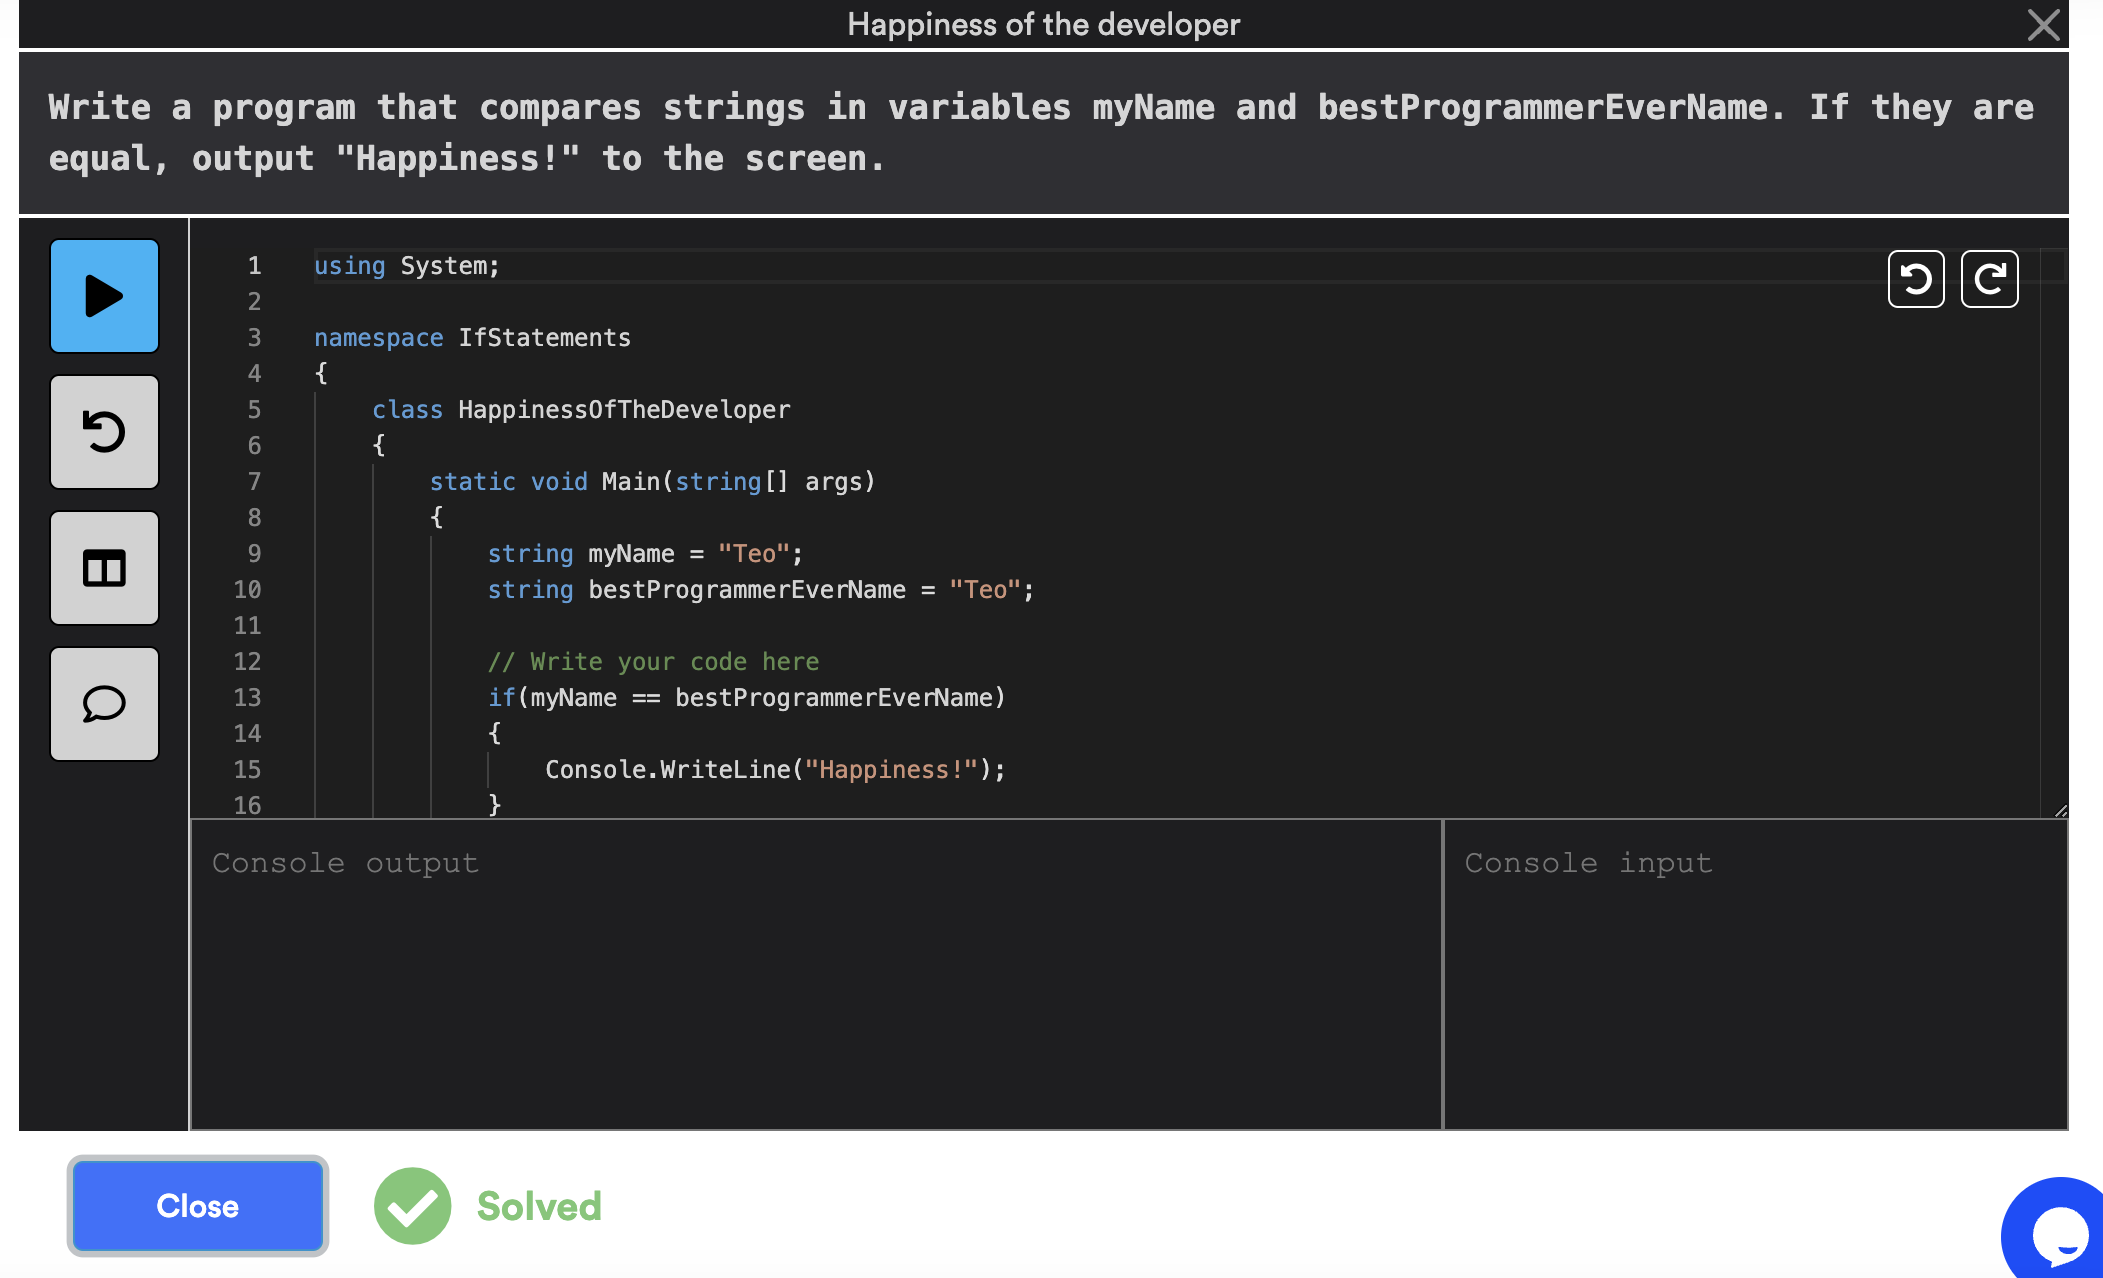 Happiness of the developer
Write a program that compares strings in variables myName and bestProgrammerEverName. If they are
equal, output "Happiness!" to the screen.
1 using System;
2
3 namespace IfStatements
4 {
5     class HappinessOfTheDeveloper
6     {
7         static void Main(string[] args)
8         {
9             string myName = "Teo";
10             string bestProgrammerEverName = "Teo";
11
12             // Write your code here
13             if(myName == bestProgrammerEverName)
14             {
15                 Console.WriteLine("Happiness!");
16             }
Console output
Console input
Close
Solved